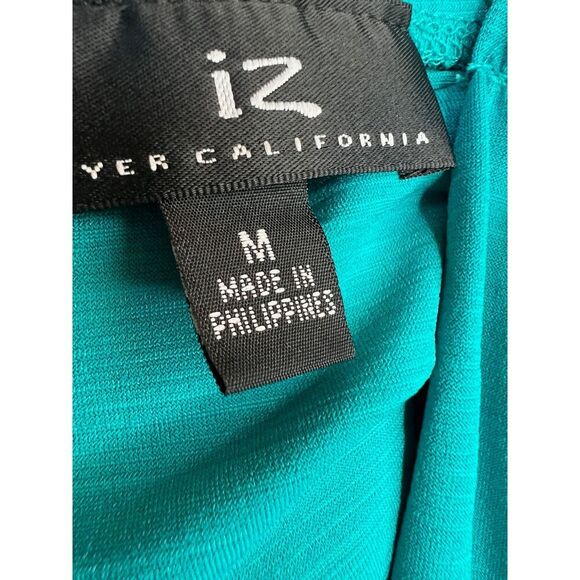 iz
YER CALIFORNIA
M
MADE IN
PHILIPPINES